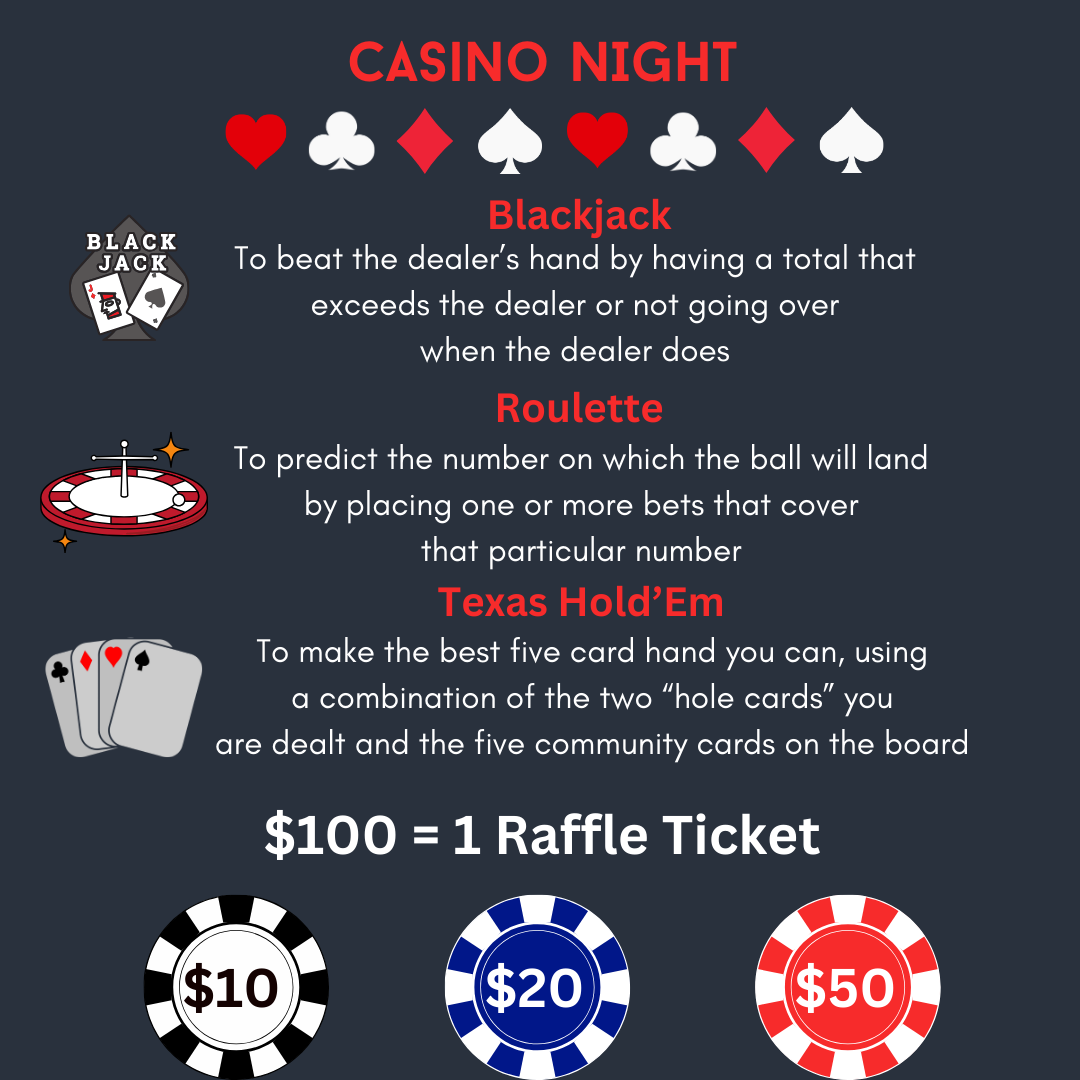 CASINO NIGHT
Blackjack
BLACK
JACK
J
To beat the dealer’s hand by having a total that
exceeds the dealer or not going over
when the dealer does
Roulette
To predict the number on which the ball will land
by placing one or more bets that cover
that particular number
Texas Hold’Em
To make the best five card hand you can, using
a combination of the two “hole cards” you
are dealt and the five community cards on the board
$100 = 1 Raffle Ticket
$10 $20 $50